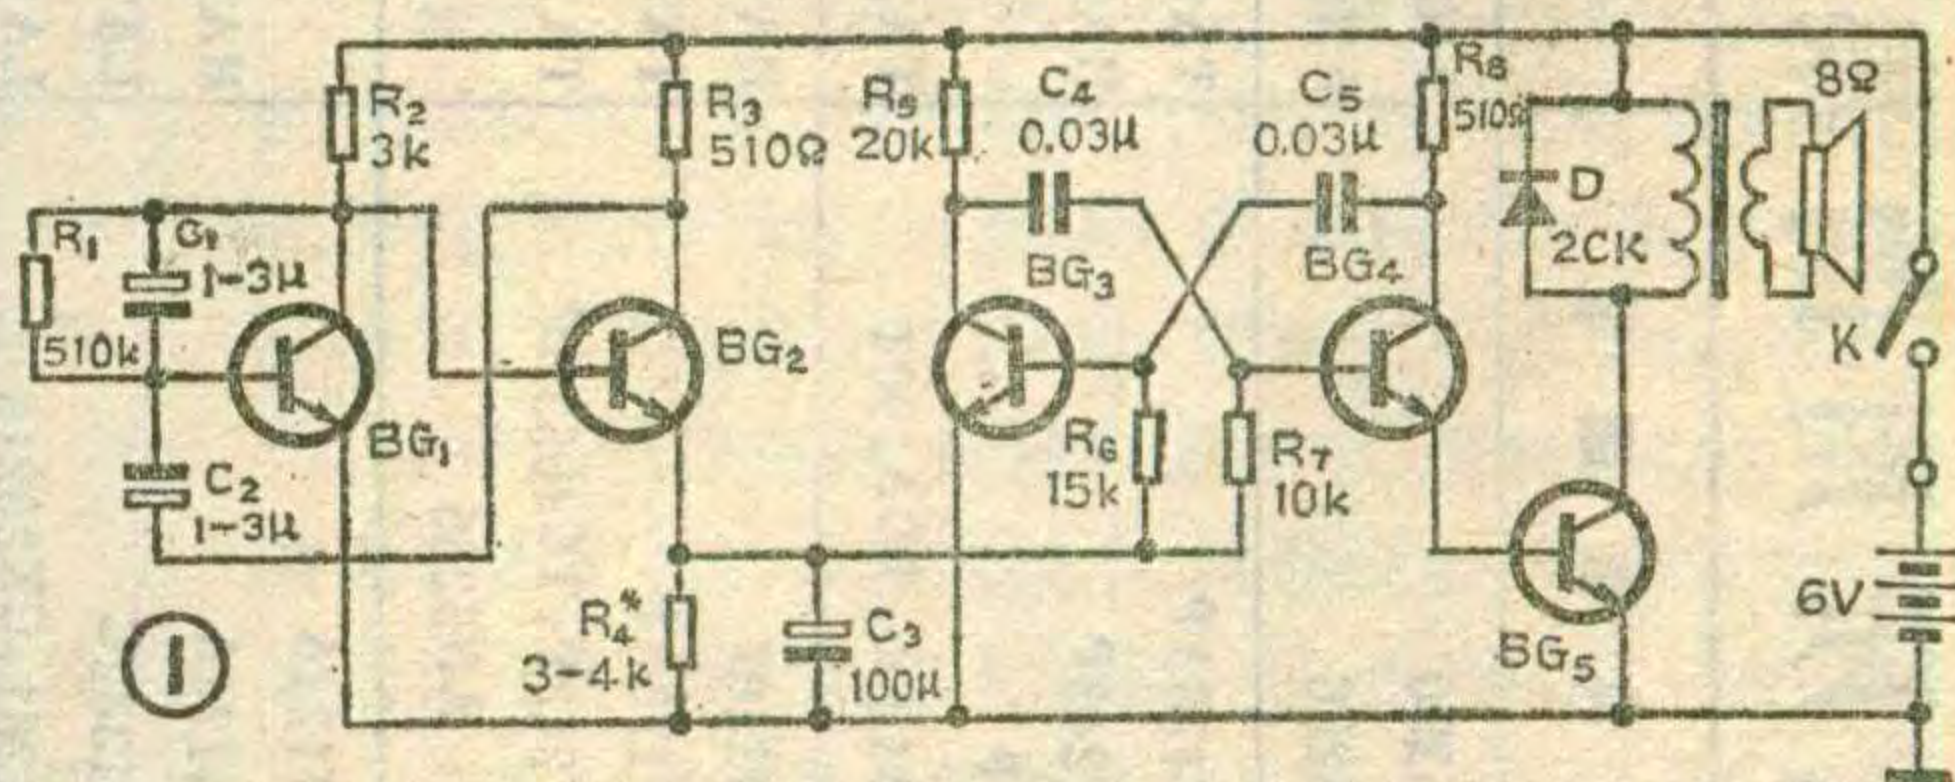 R₂
3k
R₃
510Ω
R₅
20k
C₄
0.03μ
C₅
0.03μ
R₈
510Ω
8Ω
R₁
510k
G₁
1-3μ
BG₁
BG₂
BG₃
BG₄
D
2CK
K
C₂
1-3μ
R₆
15k
R₇
10k
R₄*
3-4k
C₃
100μ
BG₅
6V
1